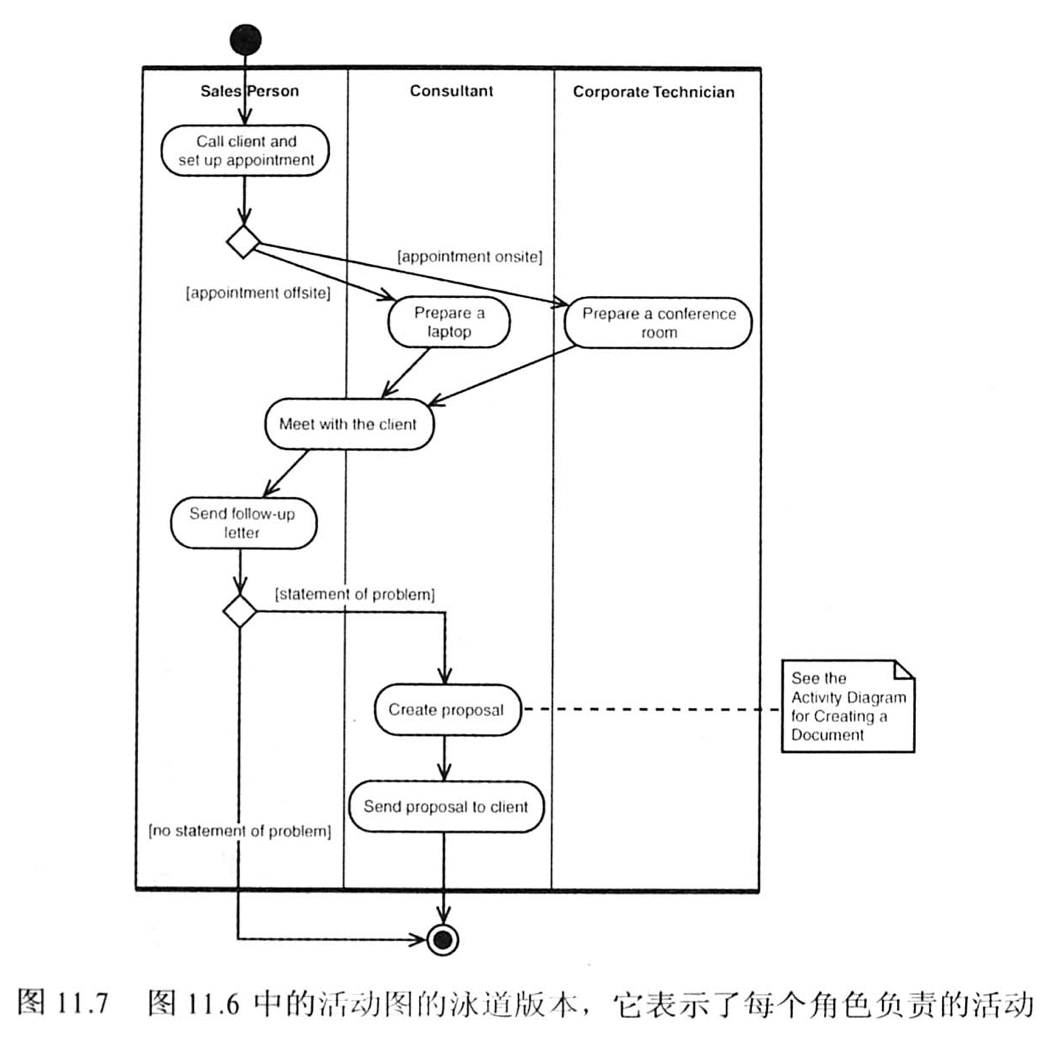 Sales Person
Consultant
Corporate Technician
Call client and
set up appointment
[appointment onsite]
[appointment offsite]
Prepare a
laptop
Prepare a conference
room
Meet with the client
Send follow-up
letter
[statement of problem]
See the
Activity Diagram
for Creating a
Document
Create proposal
Send proposal to client
[no statement of problem]
图 11.7 图 11.6 中的活动图的泳道版本，它表示了每个角色负责的活动